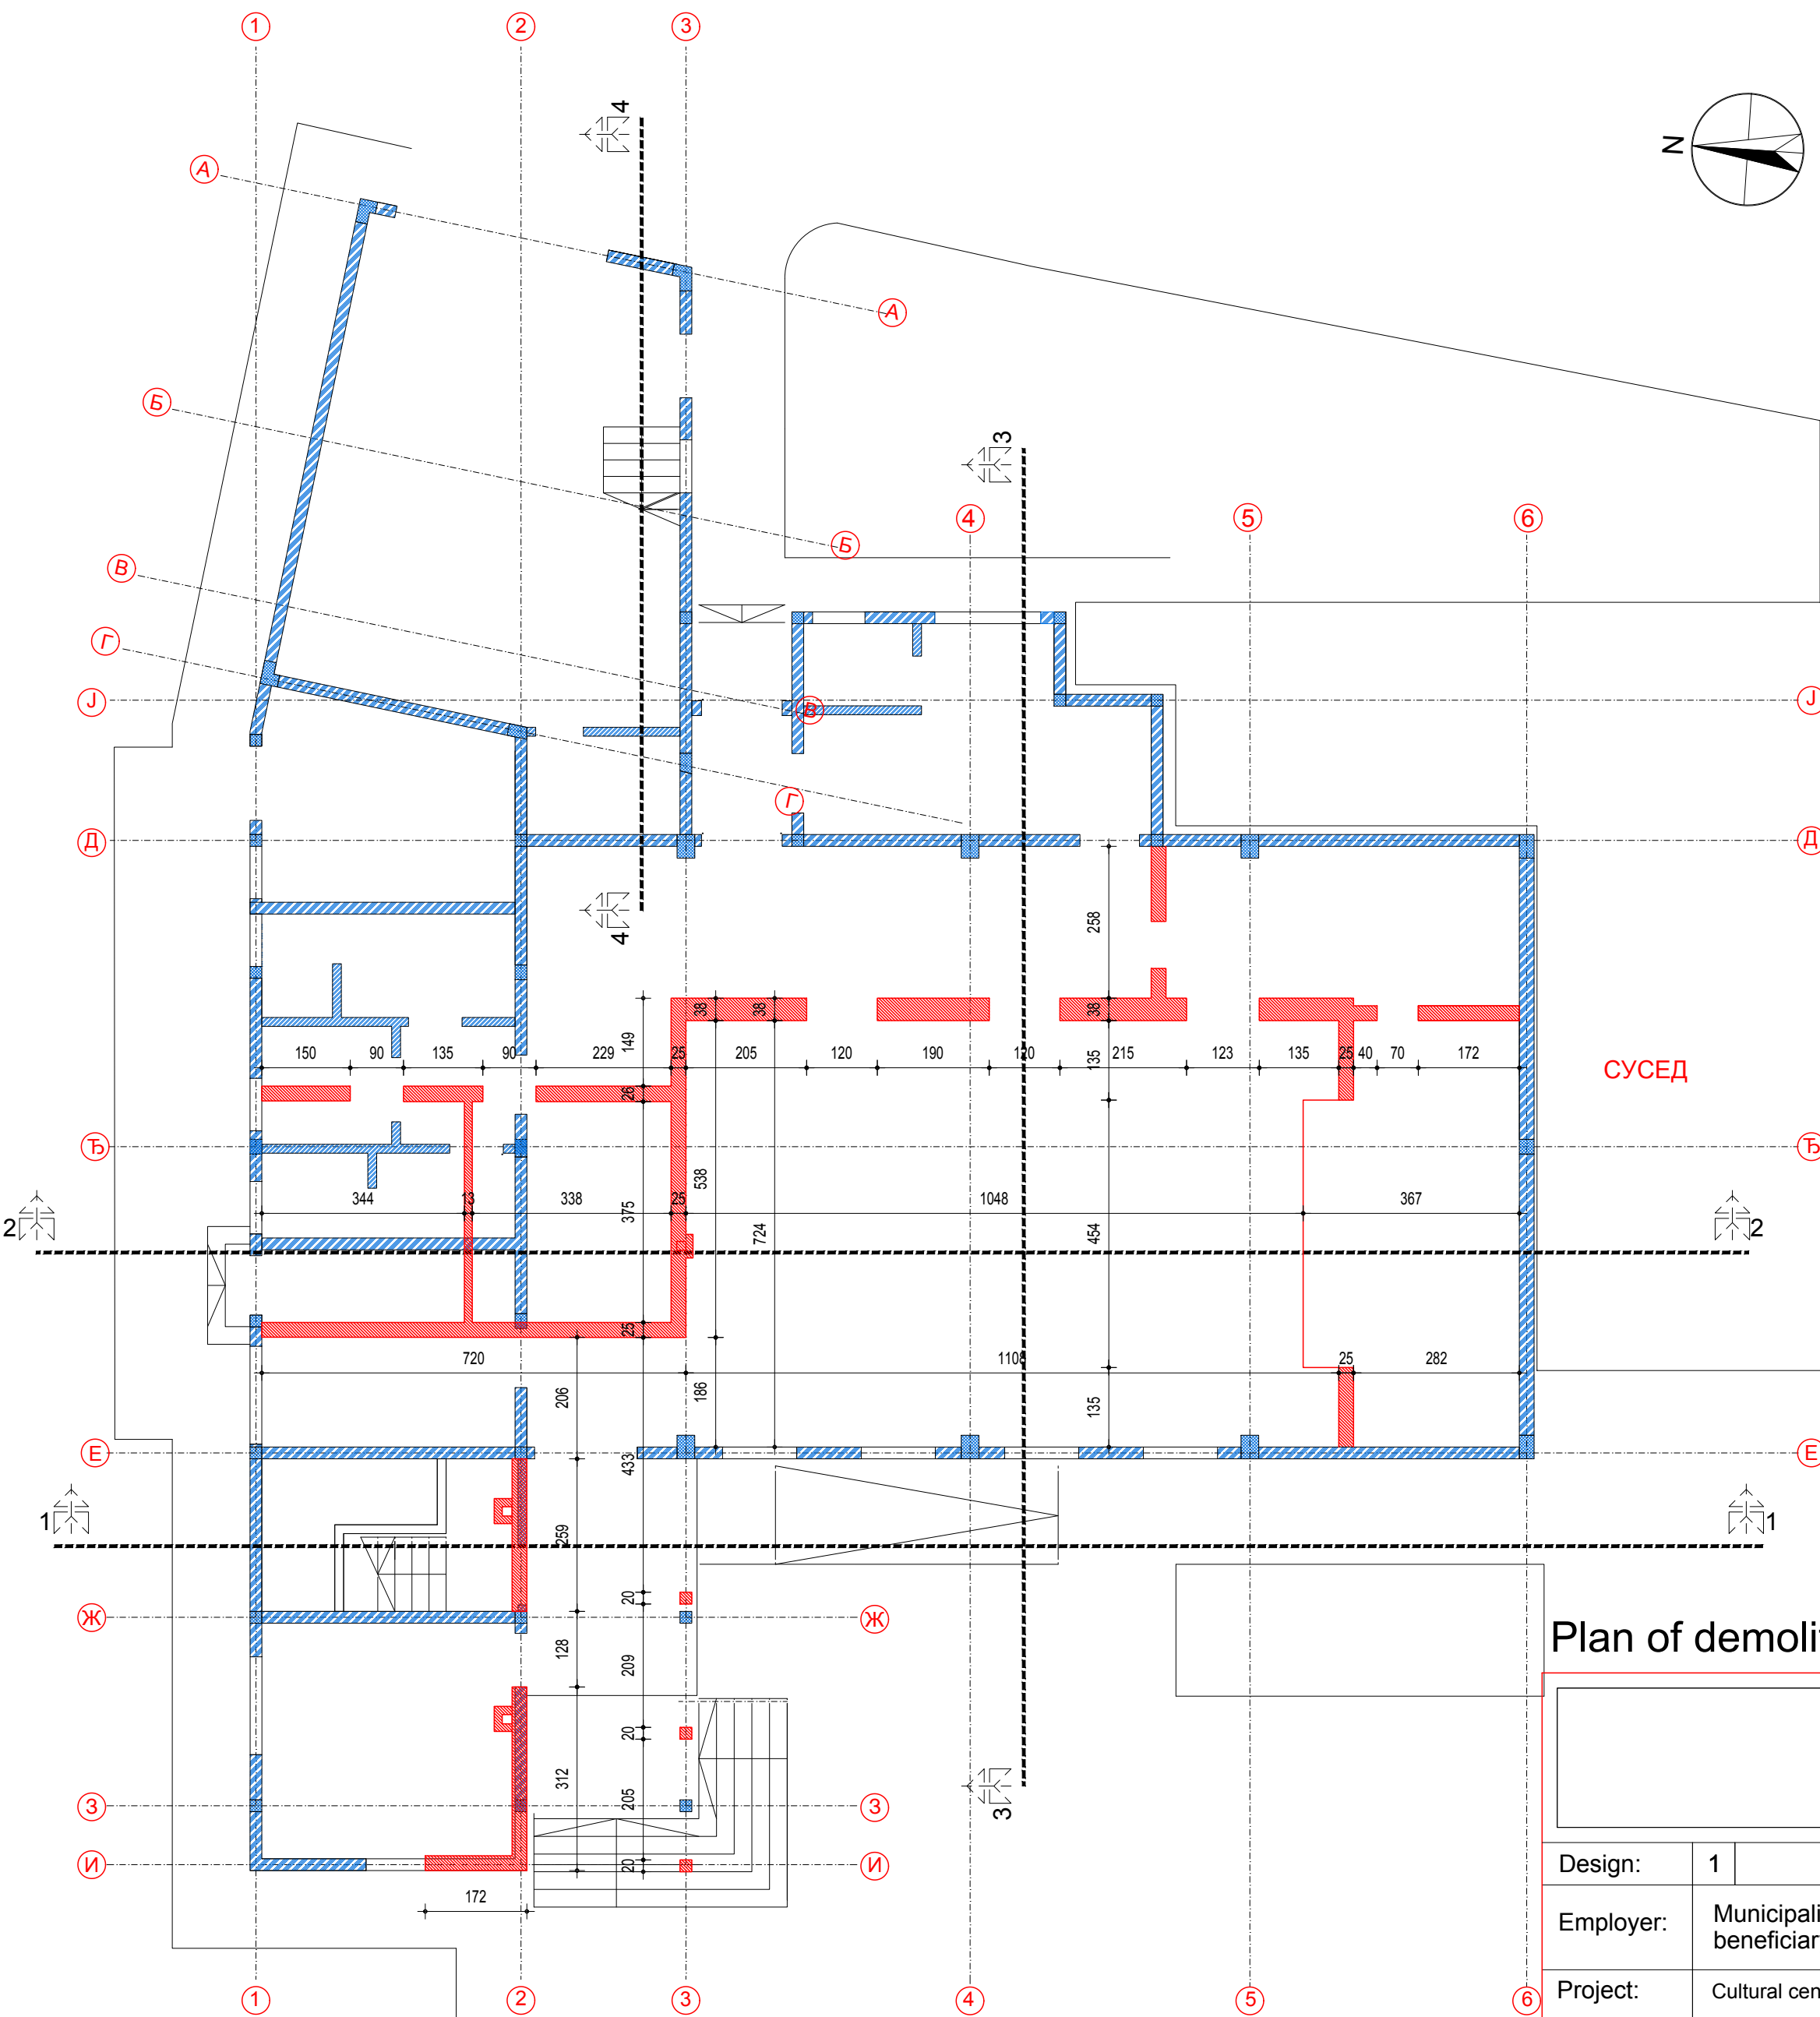 1 2 3
4
N
А
А
3
Б
4 5 6
Б
В
Г
Ј В Ј
Г
Д Д
258
4
149 38 38 38
150 90 135 90 229 25 205 120 190 120 135 215 123 135 25 40 70 172
СУСЕД
26
Ђ Ђ
538
344 13 338 375 25 1048 367
2 724 454 2
25
720 1108 25 282
206 186 135
Е 433 Е
1 259 1
20
Ж Ж
128 209
Plan of demoli
20
312 205
З З
3
И 20 И
172
Design: 1
Employer: Municipali
beneficiar
Project: Cultural cen
1 2 3 4 5 6